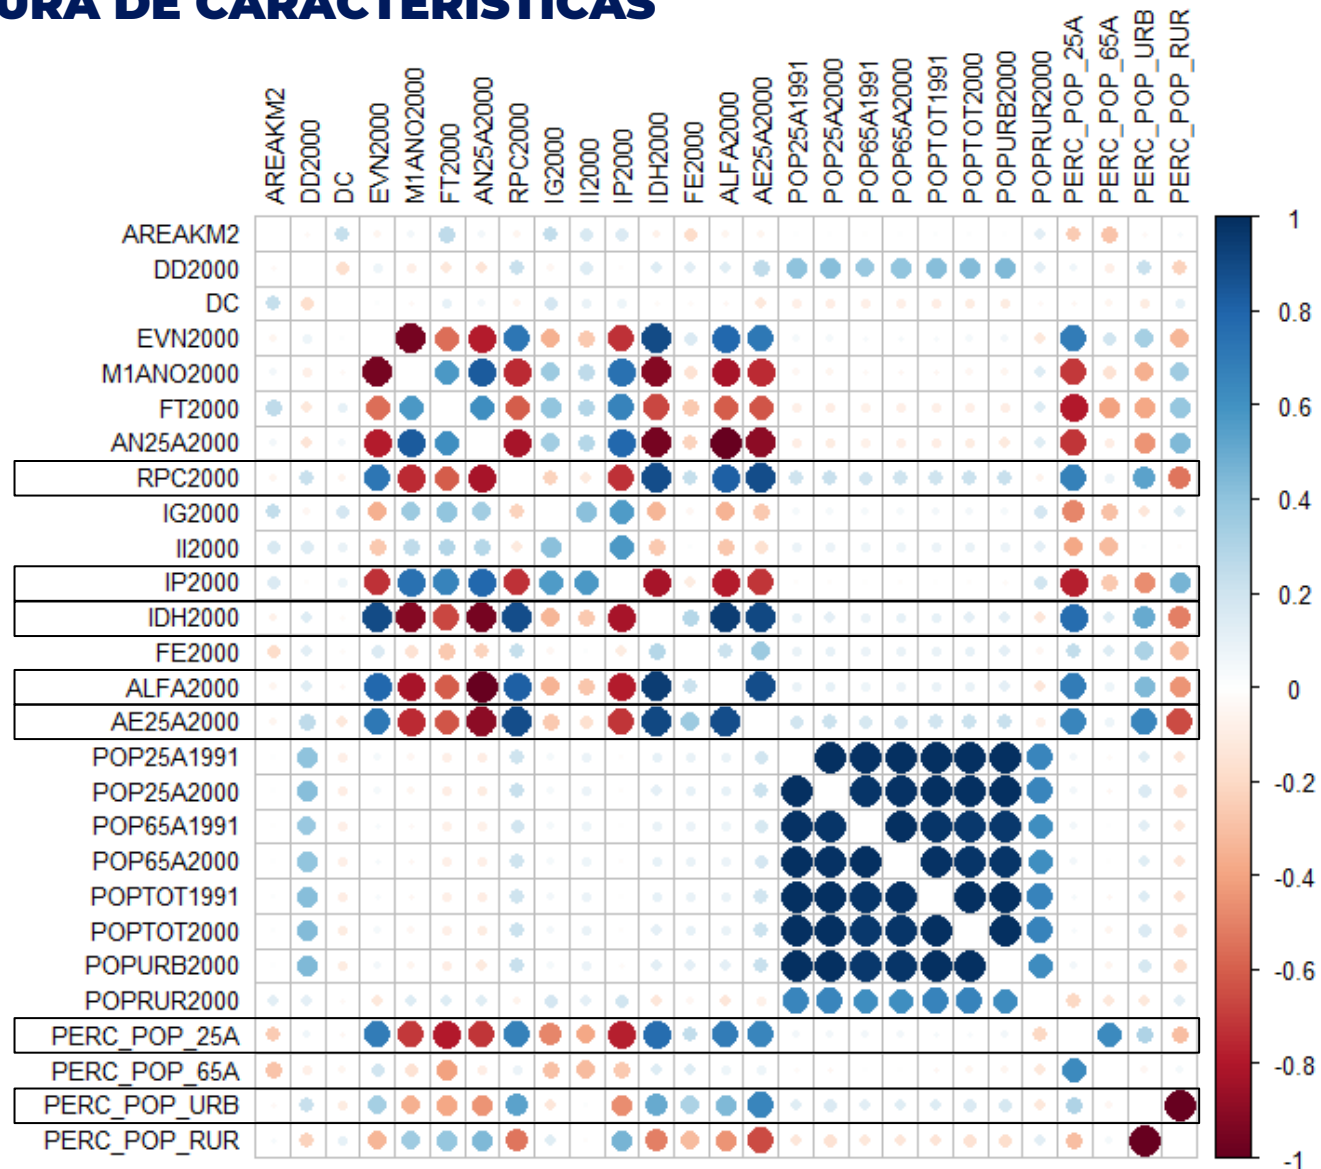 URA DE CARACTERÍSTICAS
AREAKM2
DD2000
DC
EVN2000
M1ANO2000
FT2000
AN25A2000
RPC2000
IG2000
II2000
IP2000
IDH2000
FE2000
ALFA2000
AE25A2000
POP25A1991
POP25A2000
POP65A1991
POP65A2000
POPTOT1991
POPTOT2000
POPURB2000
POPRUR2000
PERC_POP_25A
PERC_POP_65A
PERC_POP_URB
PERC_POP_RUR
AREAKM2
DD2000
DC
EVN2000
M1ANO2000
FT2000
AN25A2000
RPC2000
IG2000
II2000
IP2000
IDH2000
FE2000
ALFA2000
AE25A2000
POP25A1991
POP25A2000
POP65A1991
POP65A2000
POPTOT1991
POPTOT2000
POPURB2000
POPRUR2000
PERC_POP_25A
PERC_POP_65A
PERC_POP_URB
PERC_POP_RUR
1
0.8
0.6
0.4
0.2
0
-0.2
-0.4
-0.6
-0.8
-1